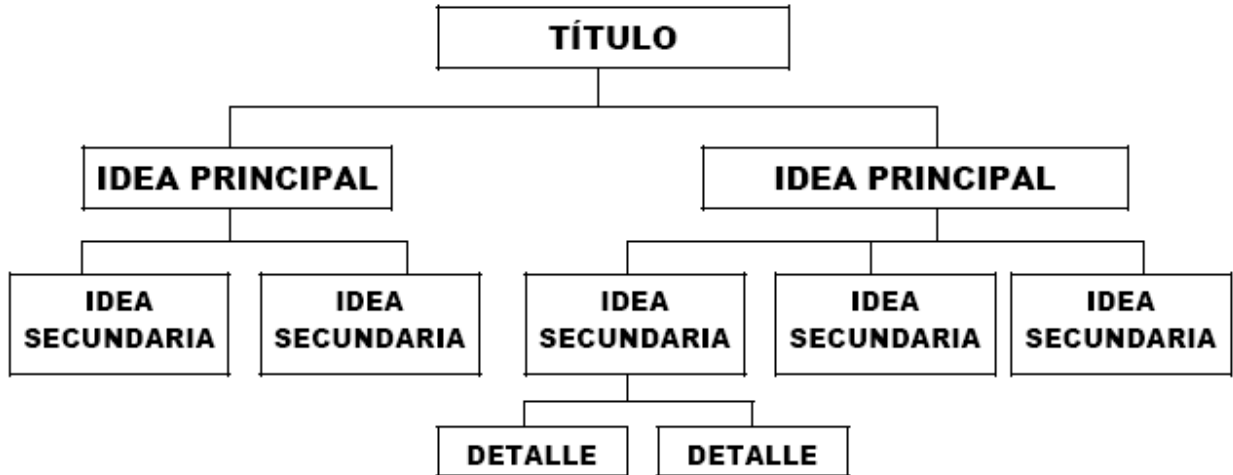 TÍTULO
IDEA PRINCIPAL
IDEA PRINCIPAL
IDEA
SECUNDARIA
IDEA
SECUNDARIA
IDEA
SECUNDARIA
IDEA
SECUNDARIA
IDEA
SECUNDARIA
DETALLE
DETALLE